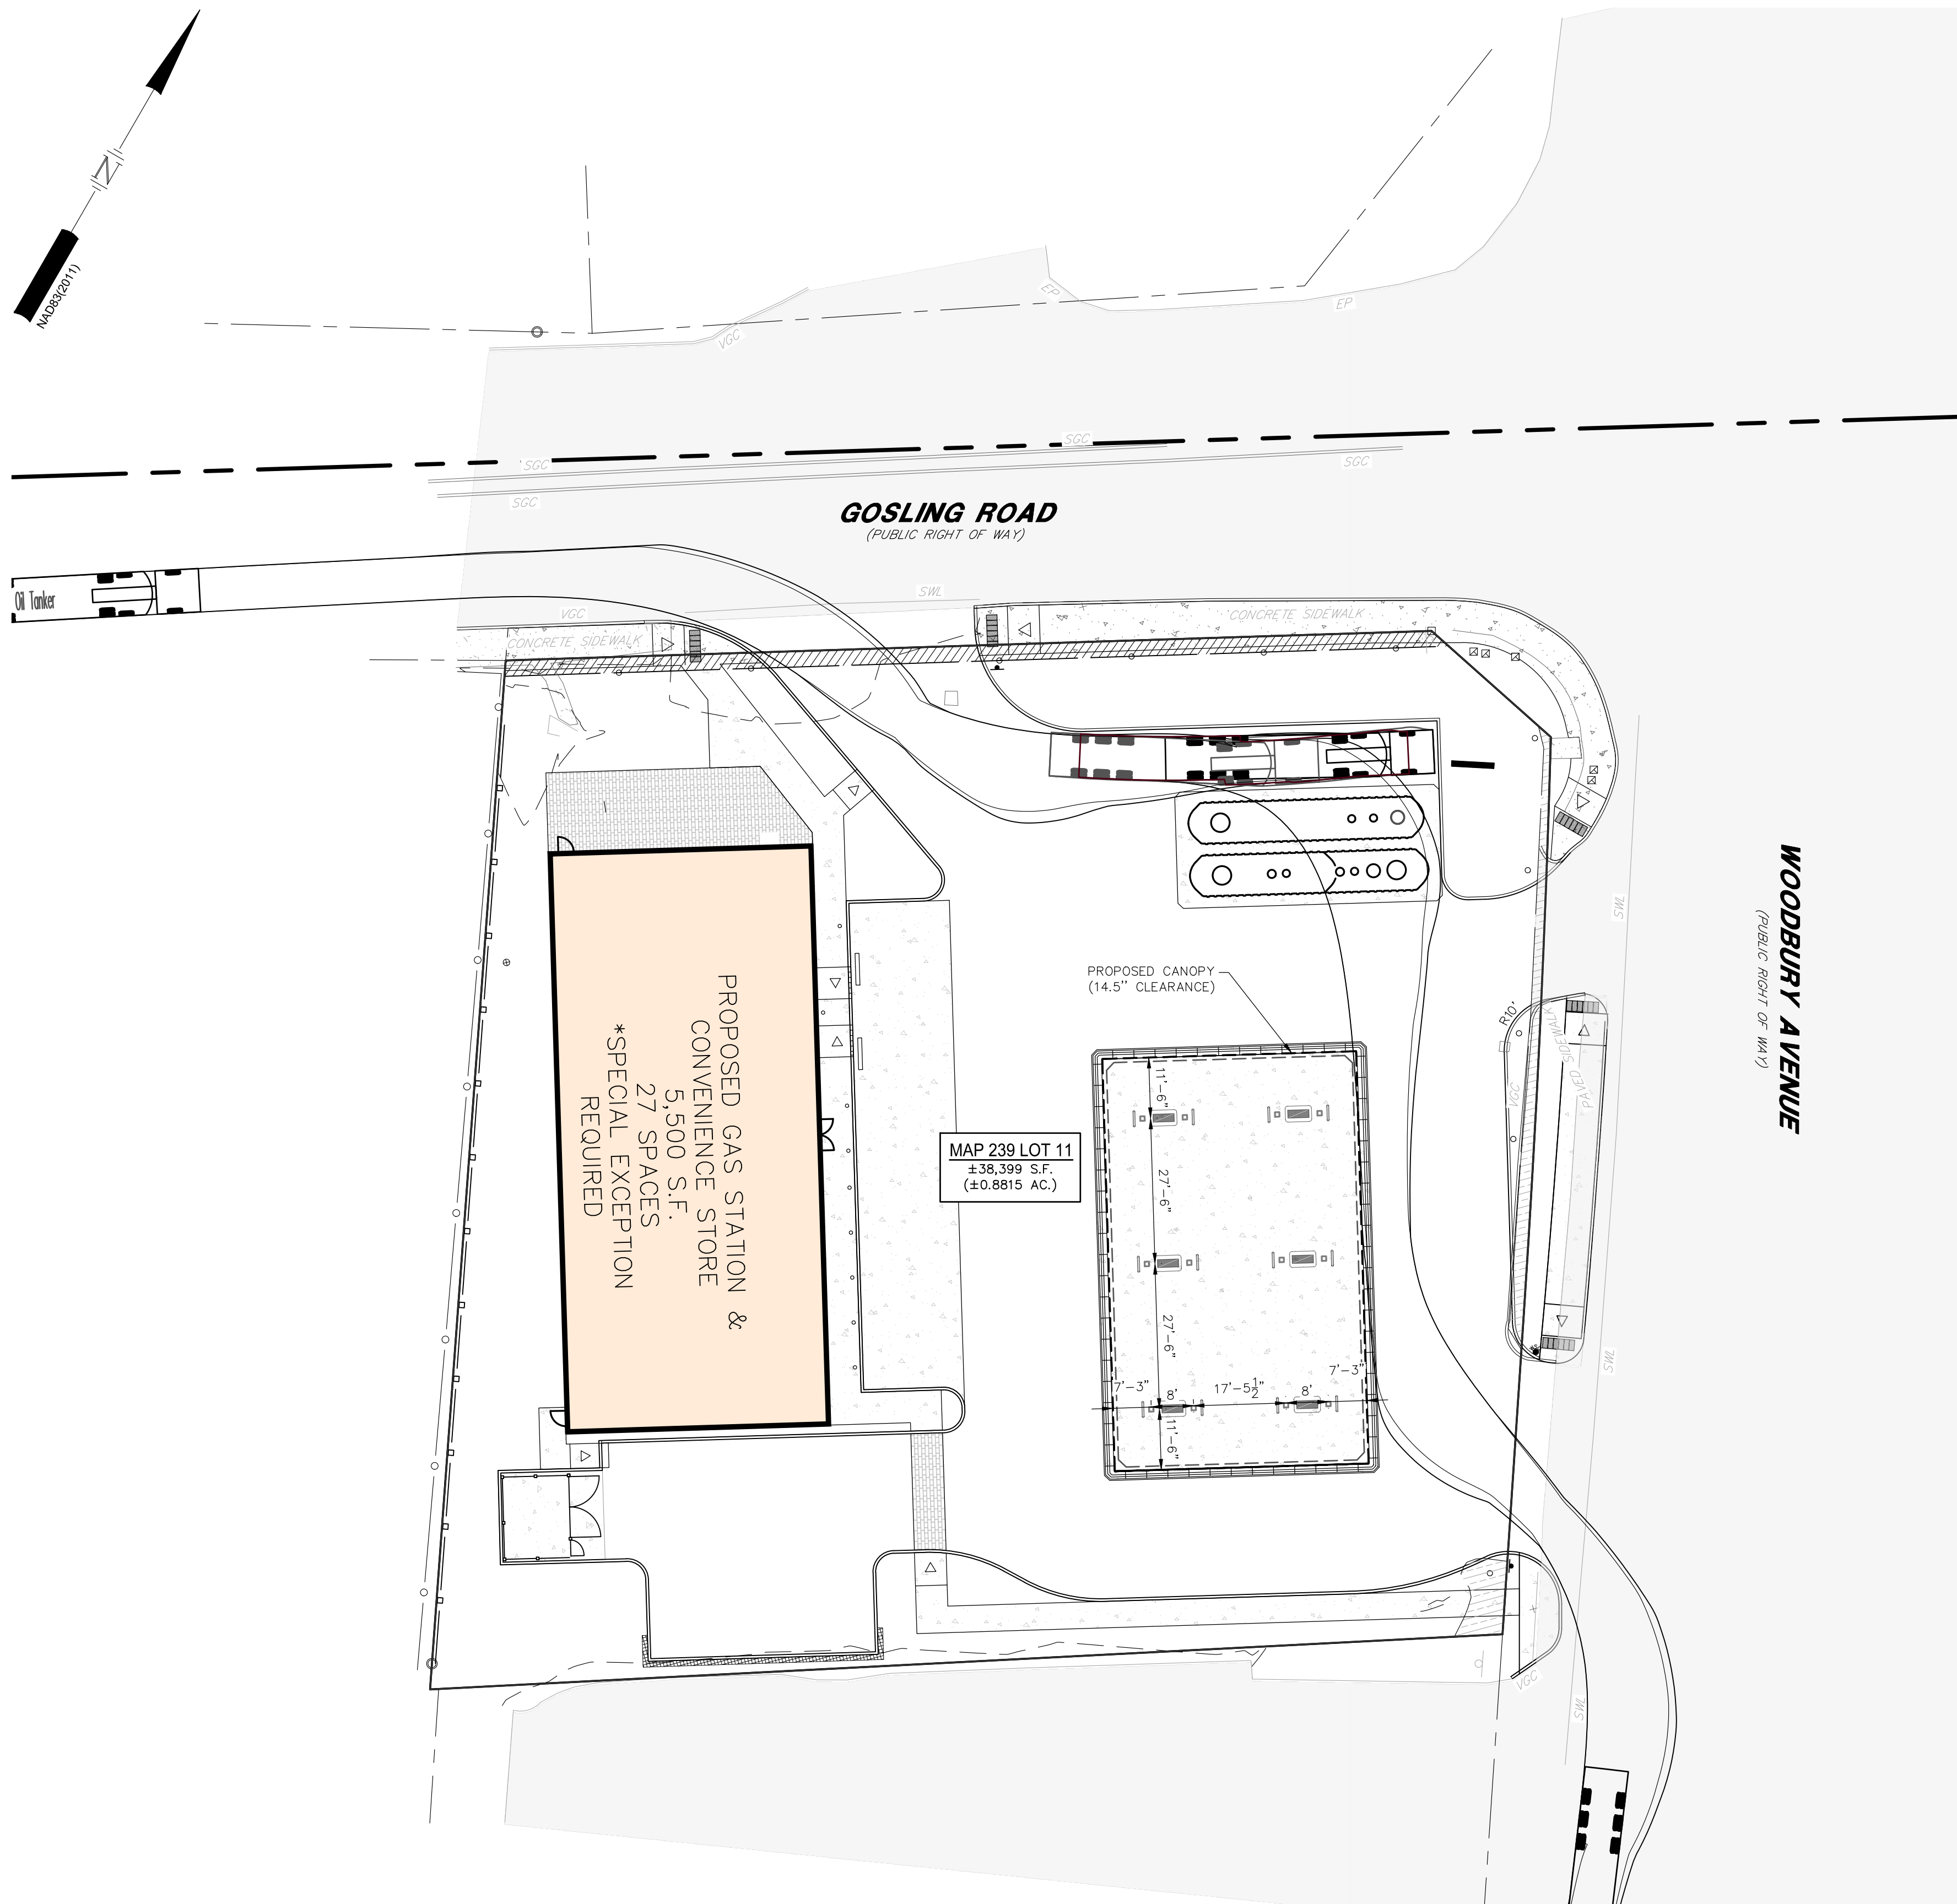 N
NAD83(2011)
EP
EP
VGC
SGC
SGC
SGC
SGC
GOSLING ROAD
(PUBLIC RIGHT OF WAY)
Oil Tanker
VGC
SWL
CONCRETE SIDEWALK
CONCRETE SIDEWALK
WOODBURY AVENUE
(PUBLIC RIGHT OF WAY)
SWL
PROPOSED CANOPY
(14.5" CLEARANCE)
R10'
PAVED SIDEWALK
VGC
PROPOSED GAS STATION &
CONVENIENCE STORE
5,500 S.F.
27 SPACES
*SPECIAL EXCEPTION
REQUIRED
MAP 239 LOT 11
±38,399 S.F.
(±0.8815 AC.)
11'-6"
27'-6"
27'-6"
7'-3"
7'-3"
8'
17'-5½"
8'
11'-6"
SWL
VGC
SWL